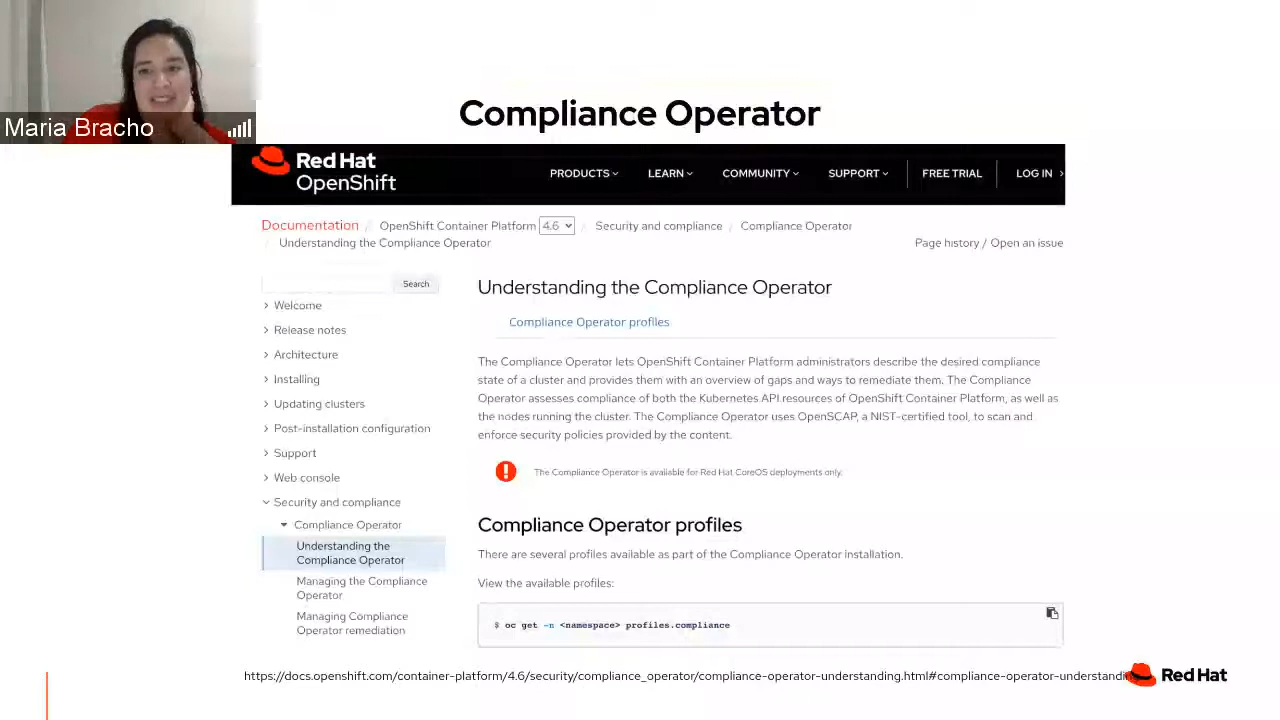 Maria Bracho
Compliance Operator
Red Hat
OpenShift
PRODUCTS
LEARN
COMMUNITY
SUPPORT
FREE TRIAL
LOG IN
Documentation / OpenShift Container Platform 4.6 / Security and compliance / Compliance Operator
/ Understanding the Compliance Operator
Page history / Open an issue
Search
Welcome
Release notes
Architecture
Installing
Updating clusters
Post-installation configuration
Support
Web console
Security and compliance
Compliance Operator
Understanding the
Compliance Operator
Managing the Compliance
Operator
Managing Compliance
Operator remediation
Understanding the Compliance Operator
Compliance Operator profiles
The Compliance Operator lets OpenShift Container Platform administrators describe the desired compliance
state of a cluster and provides them with an overview of gaps and ways to remediate them. The Compliance
Operator assesses compliance of both the Kubernetes API resources of OpenShift Container Platform, as well as
the nodes running the cluster. The Compliance Operator uses OpenSCAP, a NIST-certified tool, to scan and
enforce security policies provided by the content.
The Compliance Operator is available for Red Hat CoreOS deployments only.
Compliance Operator profiles
There are several profiles available as part of the Compliance Operator installation.
View the available profiles:
$ oc get -n <namespace> profiles.compliance
https://docs.openshift.com/container-platform/4.6/security/compliance_operator/compliance-operator-understanding.html#compliance-operator-understandi
Red Hat